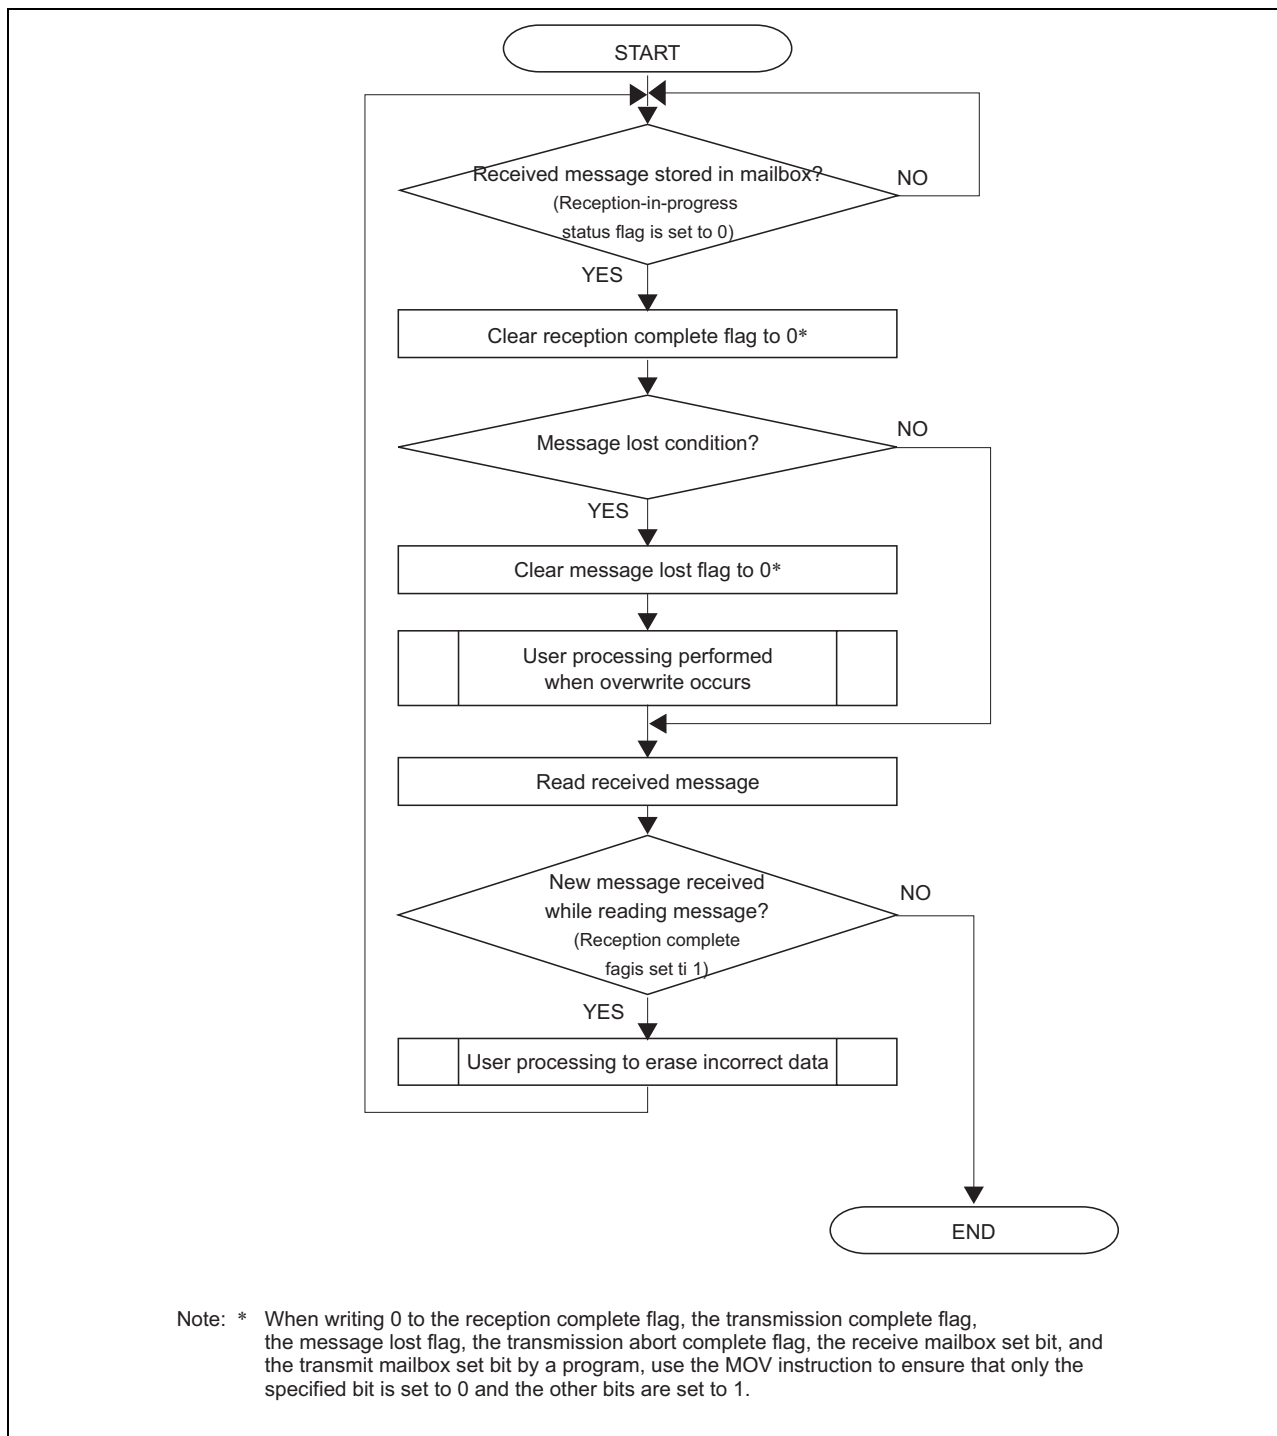 START
Received message stored in mailbox?
NO
(Reception-in-progress
status flag is set to 0)
YES
Clear reception complete flag to 0*
Message lost condition?
NO
YES
Clear message lost flag to 0*
User processing performed
when overwrite occurs
Read received message
New message received
NO
while reading message?
(Reception complete
fagis set ti 1)
YES
User processing to erase incorrect data
END
Note: * When writing 0 to the reception complete flag, the transmission complete flag,
the message lost flag, the transmission abort complete flag, the receive mailbox set bit, and
the transmit mailbox set bit by a program, use the MOV instruction to ensure that only the
specified bit is set to 0 and the other bits are set to 1.